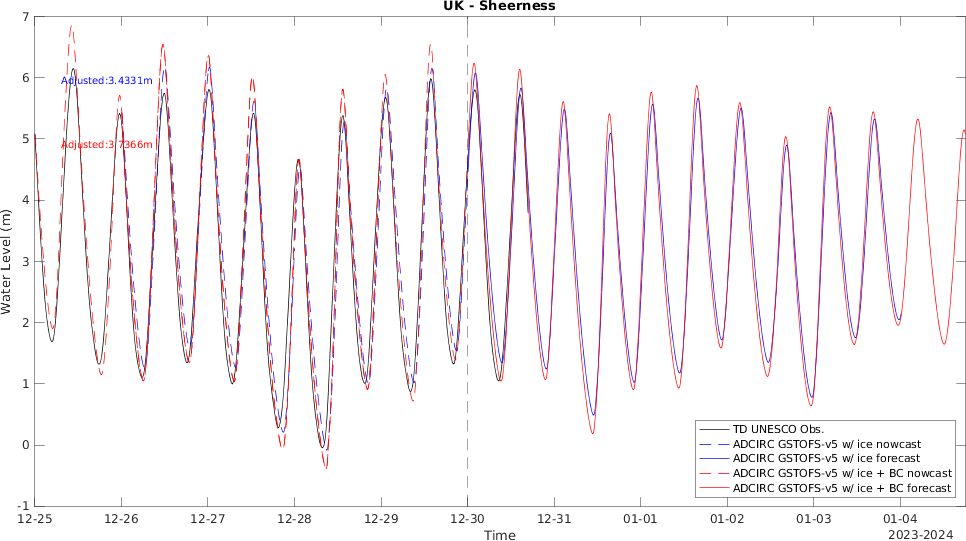 UK - Sheerness
7
6
5
4
3
2
1
0
-1
Water Level (m)
Adjusted:3.4331m
Adjusted:3.7366m
TD UNESCO Obs.
ADCIRC GSTOFS-v5 w/ ice nowcast
ADCIRC GSTOFS-v5 w/ ice forecast
ADCIRC GSTOFS-v5 w/ ice + BC nowcast
ADCIRC GSTOFS-v5 w/ ice + BC forecast
12-25 12-26 12-27 12-28 12-29 12-30 12-31 01-01 01-02 01-03 01-04
Time
2023-2024